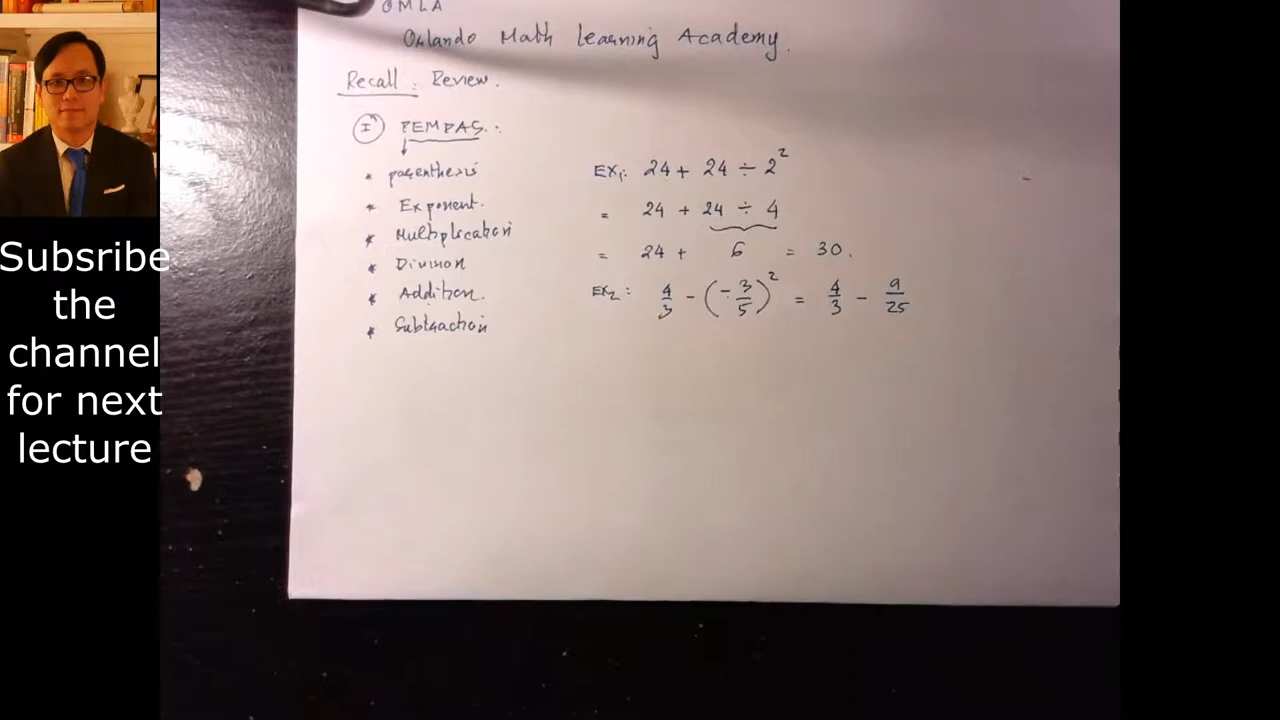 OMLA
Orlando Math Learning Academy.
Recall: Review.
I PEMDAS:
* parenthesis
* Exponent.
* Multiplication
* Division
* Addition.
* Subtraction
EX1: 24 + 24 ÷ 2²
= 24 + 24 ÷ 4
= 24 + 6 = 30.
EX2: 4/3 - (-3/5)² = 4/3 - 9/25
Subsribe
the
channel
for next
lecture